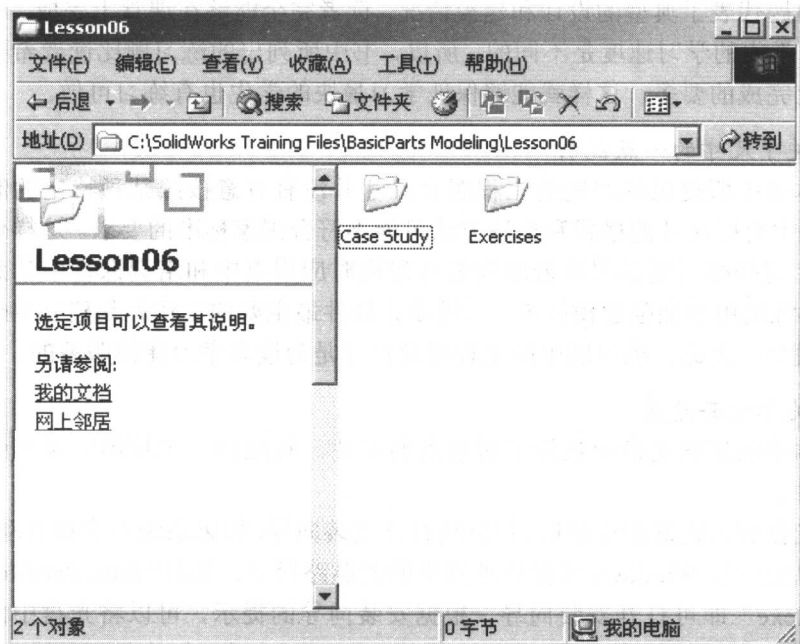 Lesson06
文件(F) 编辑(E) 查看(V) 收藏(A) 工具(T) 帮助(H)
后退 搜索 文件夹
地址(D) C:\SolidWorks Training Files\BasicParts Modeling\Lesson06 转到
Lesson06
选定项目可以查看其说明。
另请参阅:
我的文档
网上邻居
Case Study Exercises
2 个对象 0 字节 我的电脑